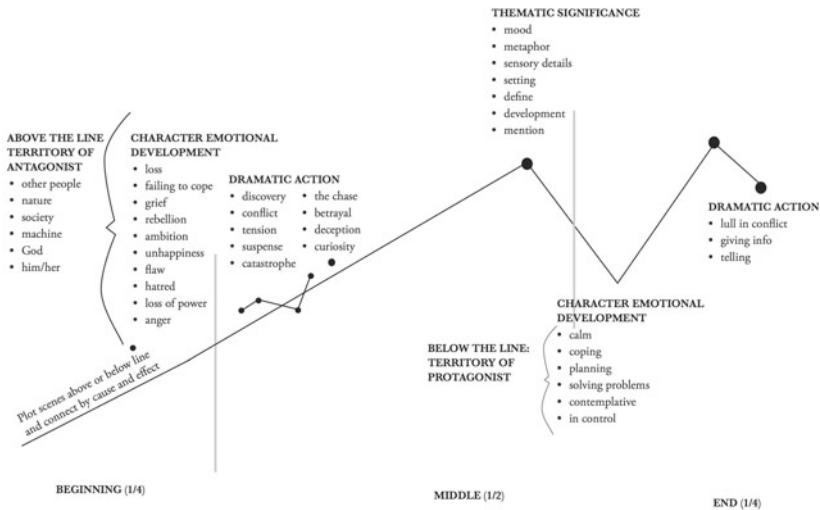 THEMATIC SIGNIFICANCE
• mood
• metaphor
• sensory details
• setting
• define
• development
• mention
ABOVE THE LINE
TERRITORY OF
ANTAGONIST
• other people
• nature
• society
• machine
• God
• him/her
CHARACTER EMOTIONAL
DEVELOPMENT
• loss
• failing to cope
• grief
• rebellion
• ambition
• unhappiness
• flaw
• hatred
• loss of power
• anger
DRAMATIC ACTION
• discovery
• conflict
• tension
• suspense
• catastrophe
• the chase
• betrayal
• deception
• curiosity
DRAMATIC ACTION
• lull in conflict
• giving info
• telling
Plot scenes above or below line
and connect by cause and effect
BELOW THE LINE:
TERRITORY OF
PROTAGONIST
CHARACTER EMOTIONAL
DEVELOPMENT
• calm
• coping
• planning
• solving problems
• contemplative
• in control
BEGINNING (1/4)
MIDDLE (1/2)
END (1/4)